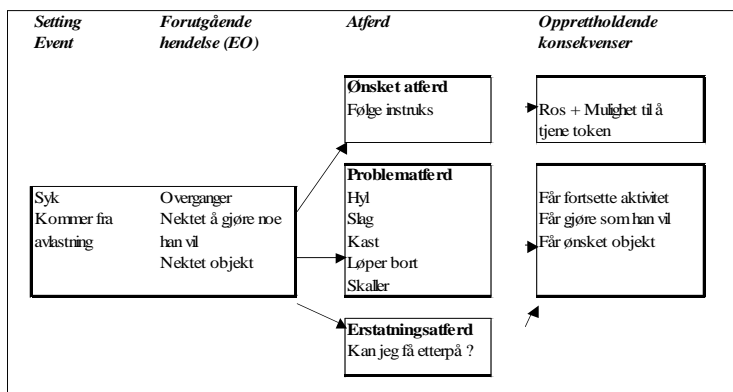 Setting
Event
Forutgående
hendelse (EO)
Atferd
Opprettholdende
konsekvenser
Ønsket atferd
Følge instruks
Ros + Mulighet til å
tjene token
Syk
Kommer fra
avlastning
Overganger
Nektet å gjøre noe
han vil
Nektet objekt
Problematferd
Hyl
Slag
Kast
Løper bort
Skaller
Får fortsette aktivitet
Får gjøre som han vil
Får ønsket objekt
Erstatningsatferd
Kan jeg få etterpå ?